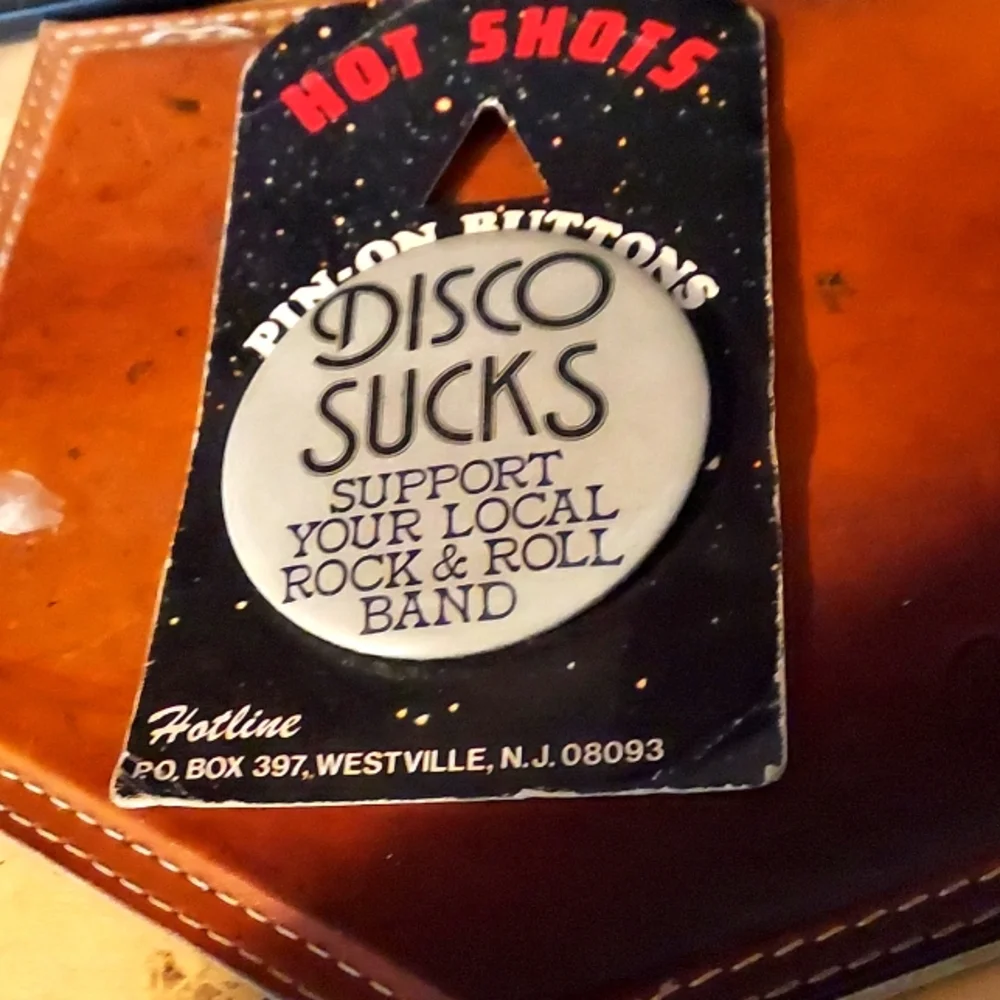 HOT SHOTS
PIN-ON BUTTONS
DISCO
SUCKS
SUPPORT
YOUR LOCAL
ROCK & ROLL
BAND
Hotline
P.O. BOX 397, WESTVILLE, N.J. 08093